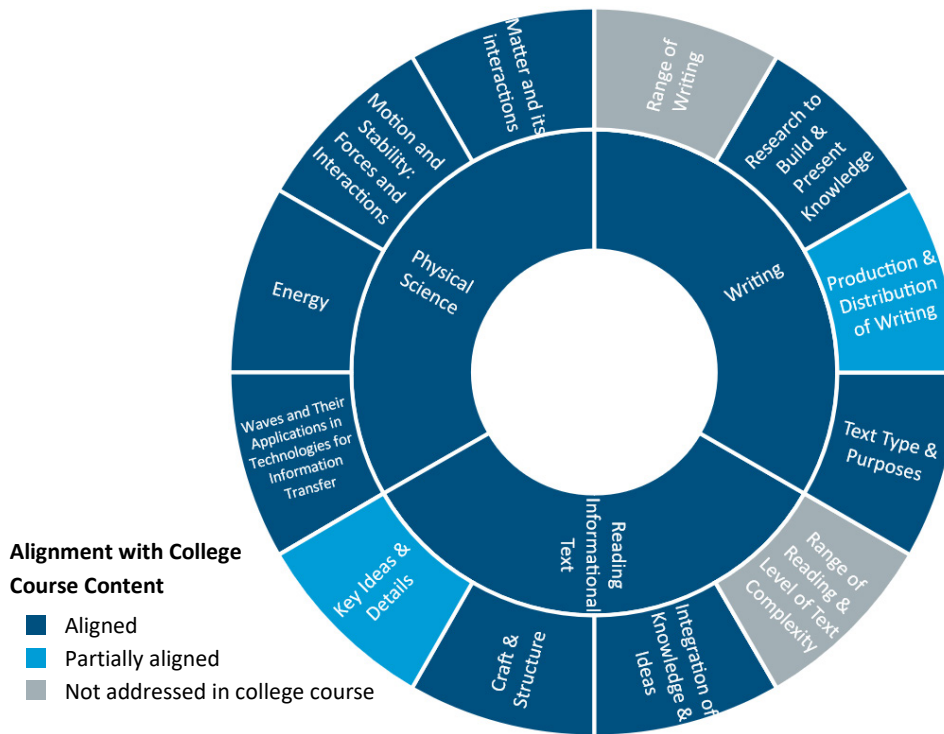 Matter and its
interactions
Range of
Writing
Research to
Build &
Present
Knowledge
Production &
Distribution
of Writing
Text Type &
Purposes
Range of
Reading &
Level of Text
Complexity
Integration of
Knowledge &
Ideas
Craft &
Structure
Key Ideas &
Details
Waves and Their
Applications in
Technologies for
Information
Transfer
Energy
Motion and
Stability:
Forces and
Interactions
Physical
Science
Writing
Reading
Informational
Text
Alignment with College
Course Content
Aligned
Partially aligned
Not addressed in college course